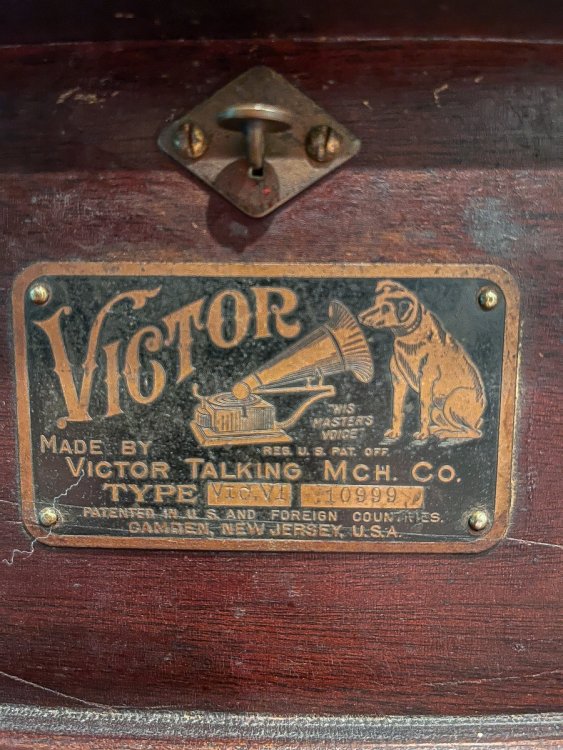 VICTOR
"HIS
MASTER'S
VOICE"
REG. U.S. PAT. OFF.
MADE BY
VICTOR TALKING MCH. CO.
TYPE VIC.VI 10999
PATENTED IN U.S. AND FOREIGN COUNTRIES.
CAMDEN, NEW JERSEY, U.S.A.